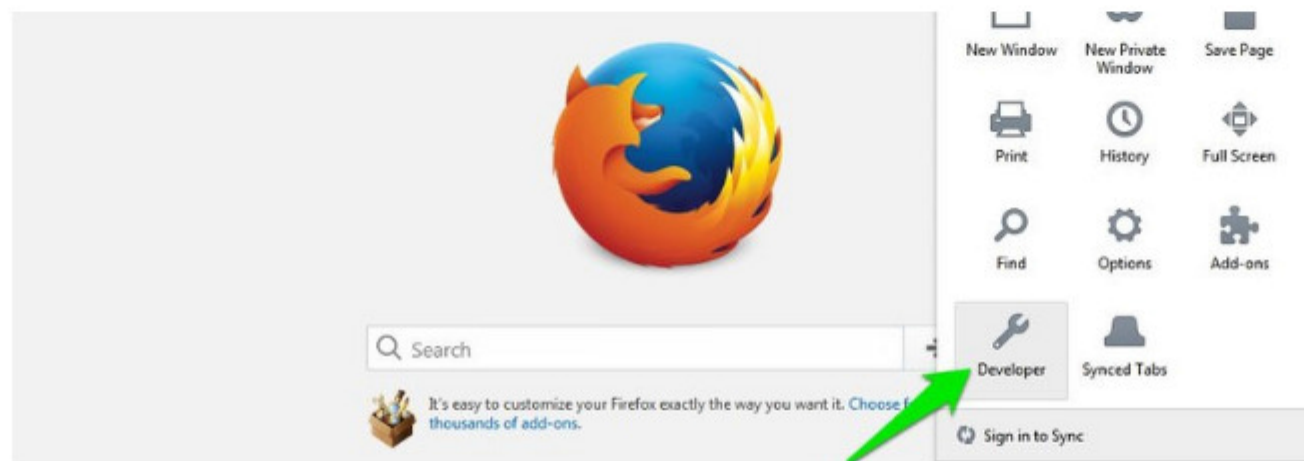 New Window
New Private
Window
Save Page
Print
History
Full Screen
Find
Options
Add-ons
Search
Developer
Synced Tabs
It's easy to customize your Firefox exactly the way you want it. Choose
thousands of add-ons.
Sign in to Sync